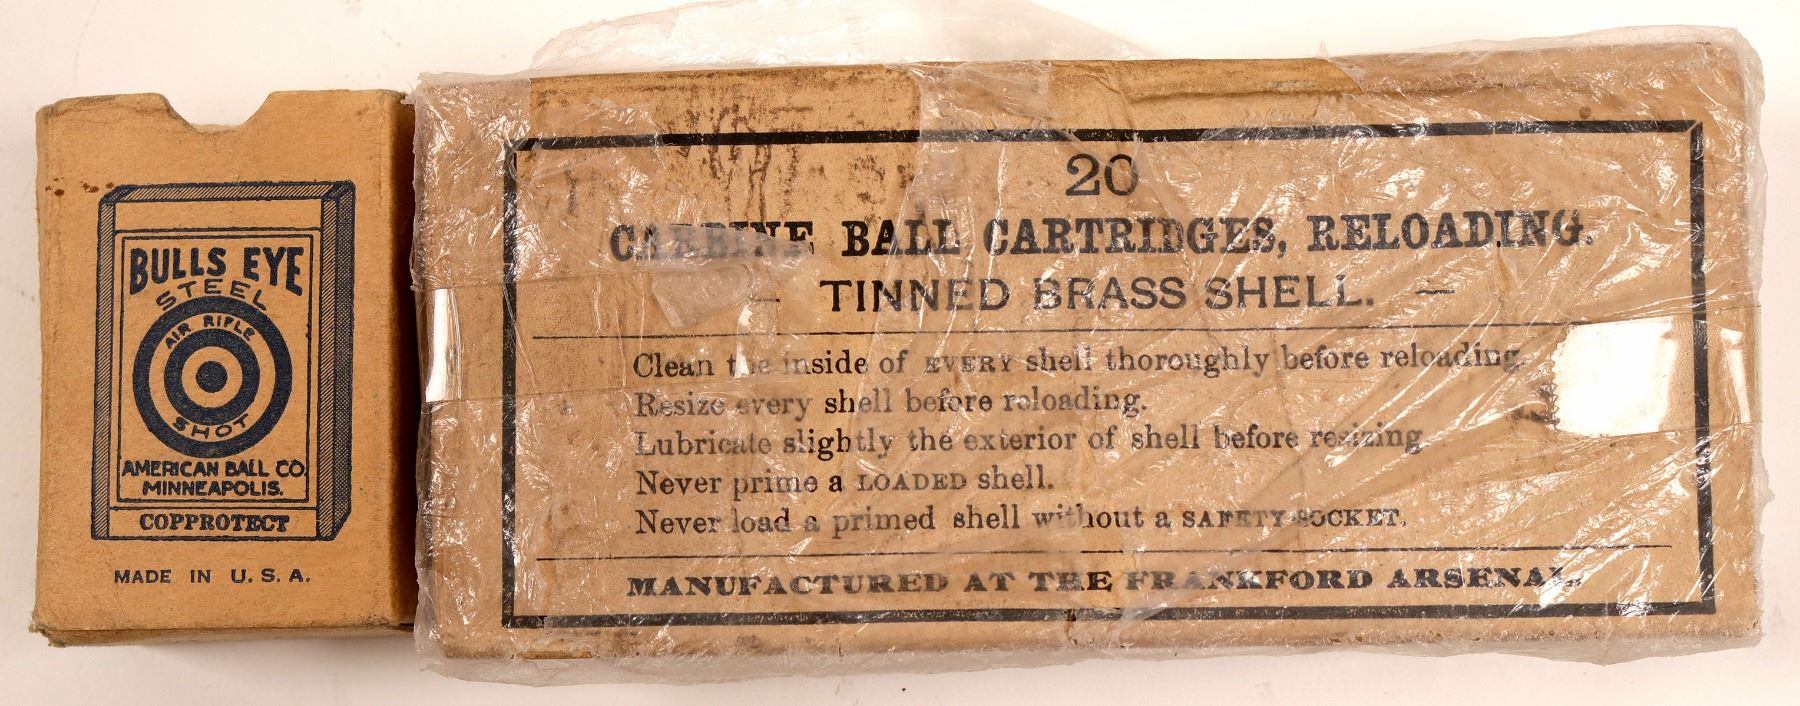 BULLS EYE
STEEL
AIR RIFLE
SHOT
AMERICAN BALL CO
MINNEAPOLIS.
COPPROTECT
MADE IN U.S.A.
20
CARBINE BALL CARTRIDGES, RELOADING.
— TINNED BRASS SHELL. —
Clean the inside of EVERY shell thoroughly before reloading.
Resize every shell before reloading.
Lubricate slightly the exterior of shell before resizing.
Never prime a LOADED shell.
Never load a primed shell without a SAFETY-SOCKET.
MANUFACTURED AT THE FRANKFORD ARSENAL.